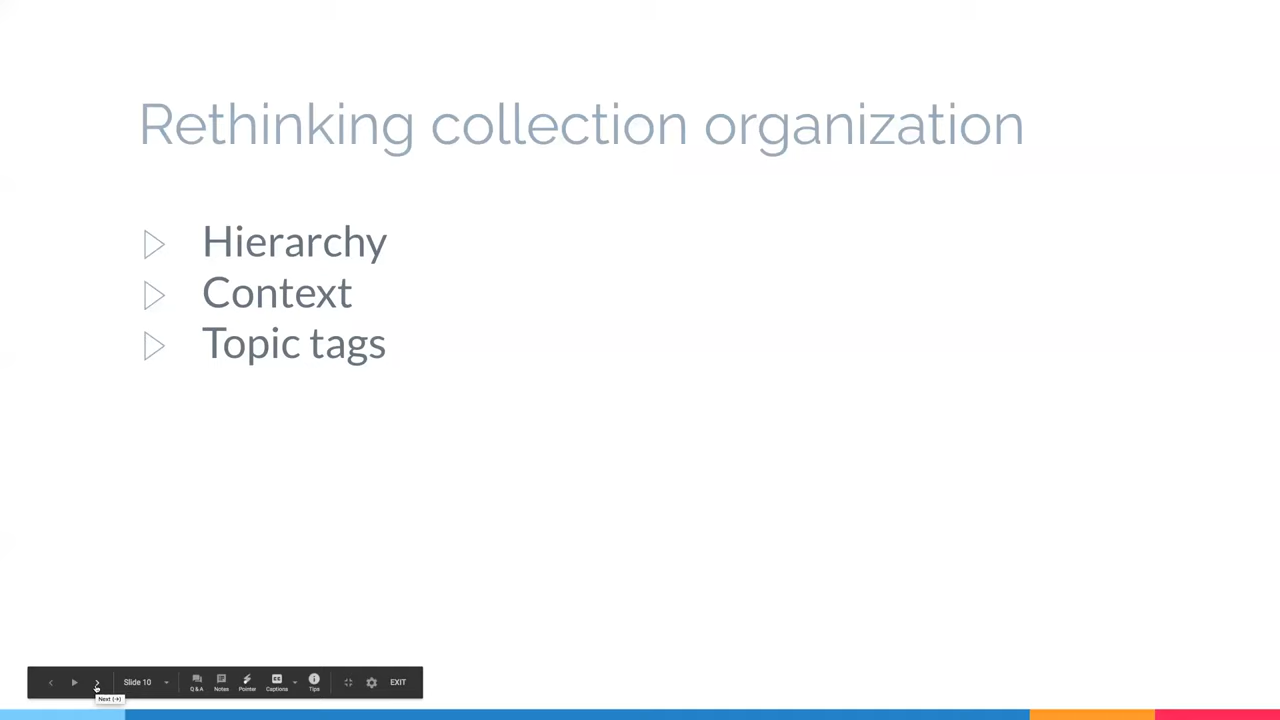 Rethinking collection organization
Hierarchy
Context
Topic tags
Slide 10
Q&A
Notes
Pointer
Captions
Tips
EXIT
Next (→)